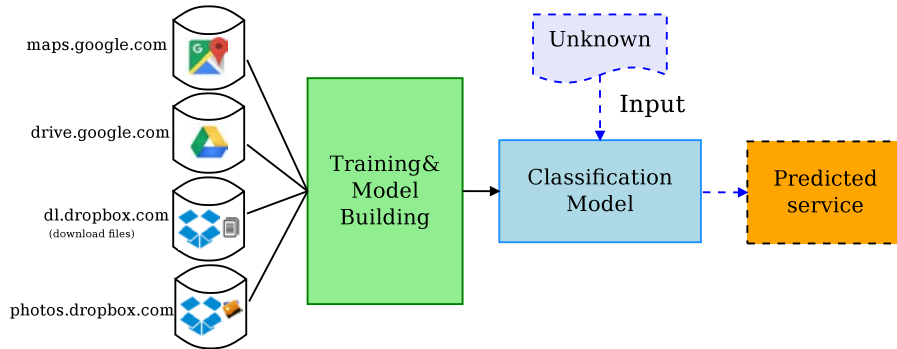 maps.google.com
drive.google.com
dl.dropbox.com
(download files)
photos.dropbox.com
Training&
Model
Building
Unknown
Input
Classification
Model
Predicted
service